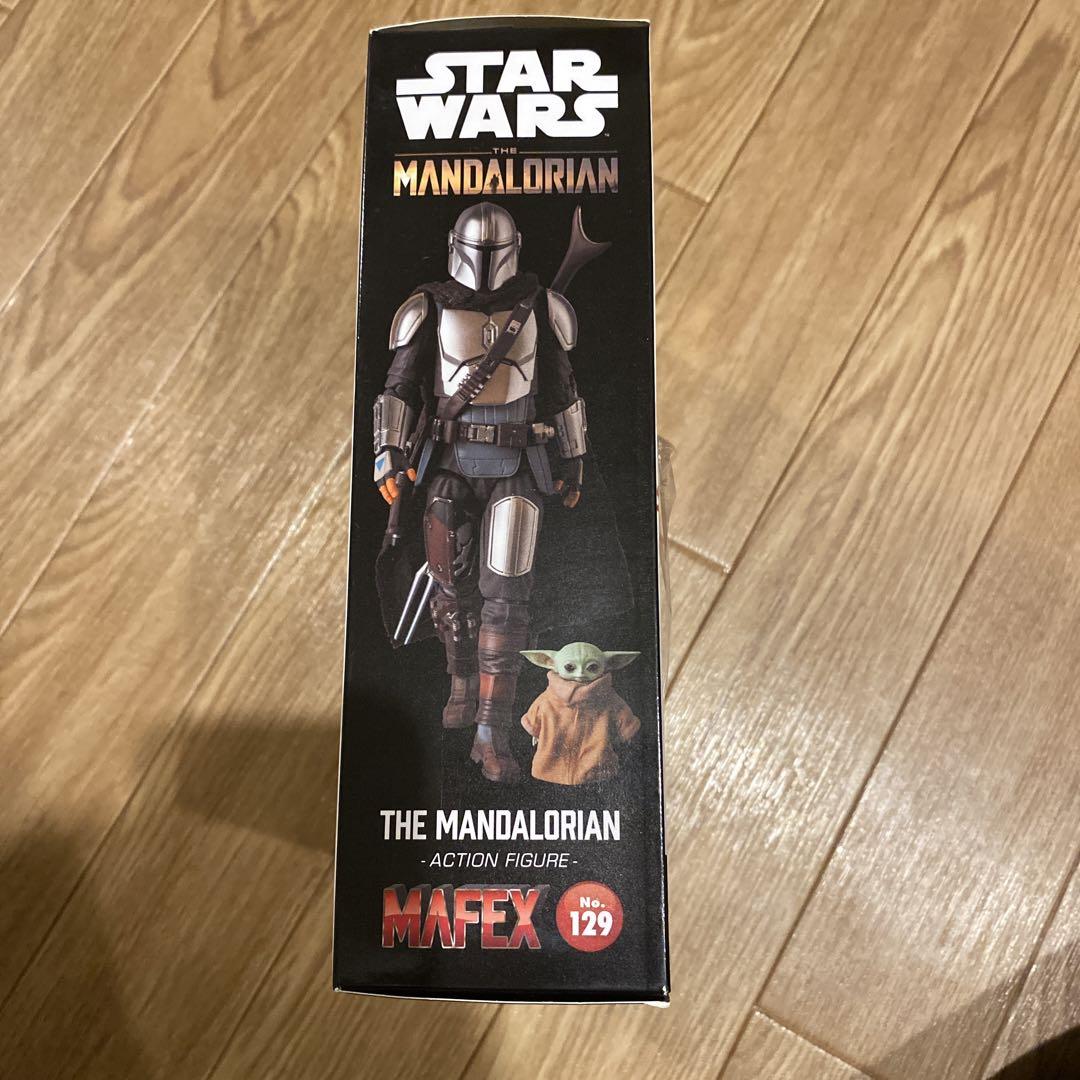 STAR
WARS
THE
MANDALORIAN
THE MANDALORIAN
- ACTION FIGURE -
MAFEX
No.
129